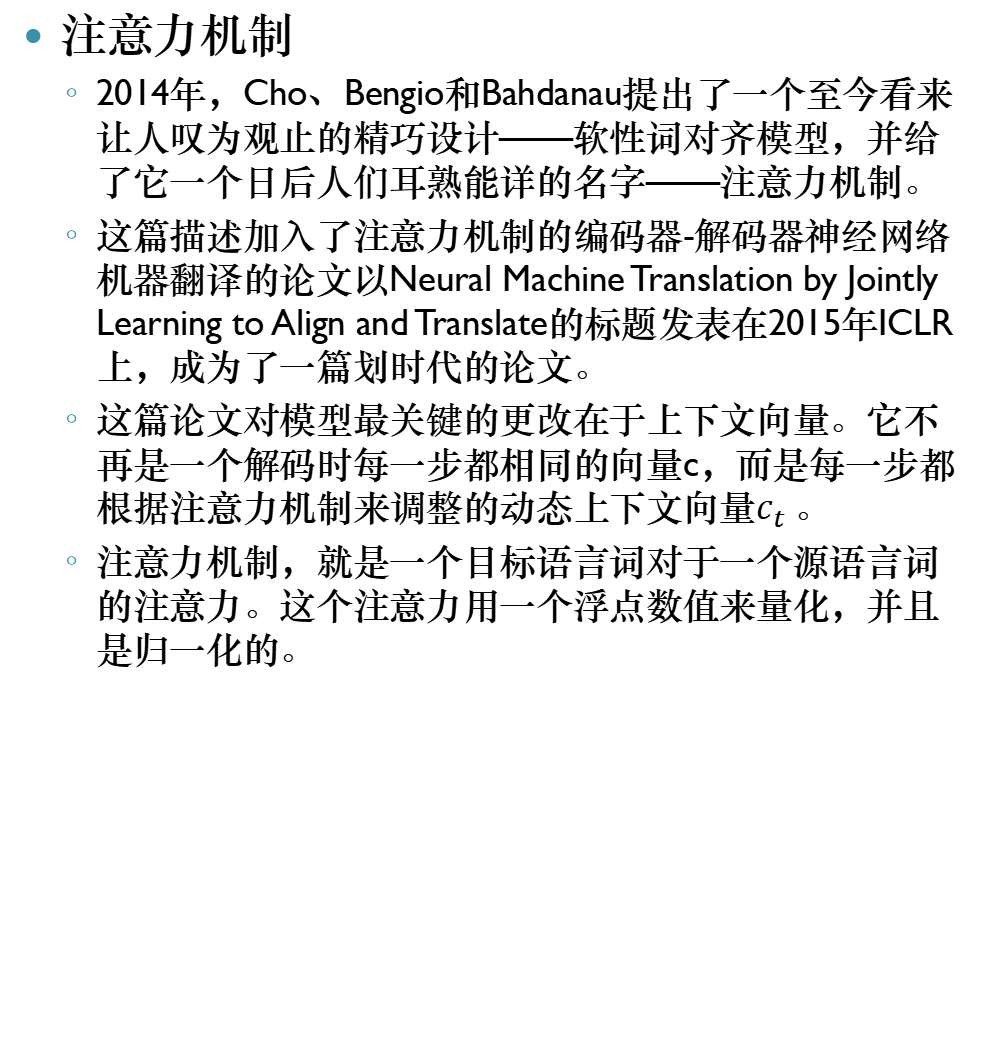 • 注意力机制
◦ 2014年，Cho、Bengio和Bahdanau提出了一个至今看来
让人叹为观止的精巧设计——软性词对齐模型，并给
了它一个日后人们耳熟能详的名字——注意力机制。
◦ 这篇描述加入了注意力机制的编码器-解码器神经网络
机器翻译的论文以Neural Machine Translation by Jointly
Learning to Align and Translate的标题发表在2015年ICLR
上，成为了一篇划时代的论文。
◦ 这篇论文对模型最关键的更改在于上下文向量。它不
再是一个解码时每一步都相同的向量c，而是每一步都
根据注意力机制来调整的动态上下文向量c_t 。
◦ 注意力机制，就是一个目标语言词对于一个源语言词
的注意力。这个注意力用一个浮点数值来量化，并且
是归一化的。